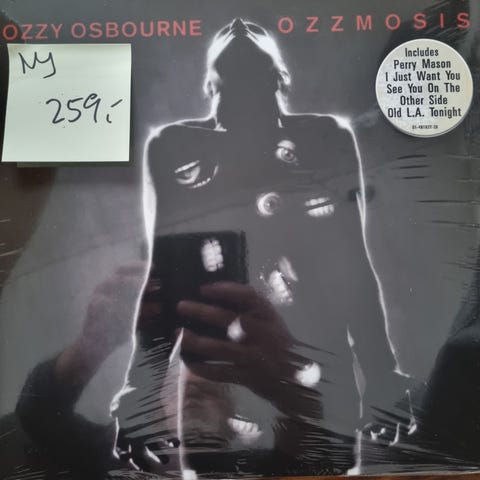 OZZY OSBOURNE OZZMOSIS
Ny
259,-
Includes
Perry Mason
I Just Want You
See You On The
Other Side
Old L.A. Tonight